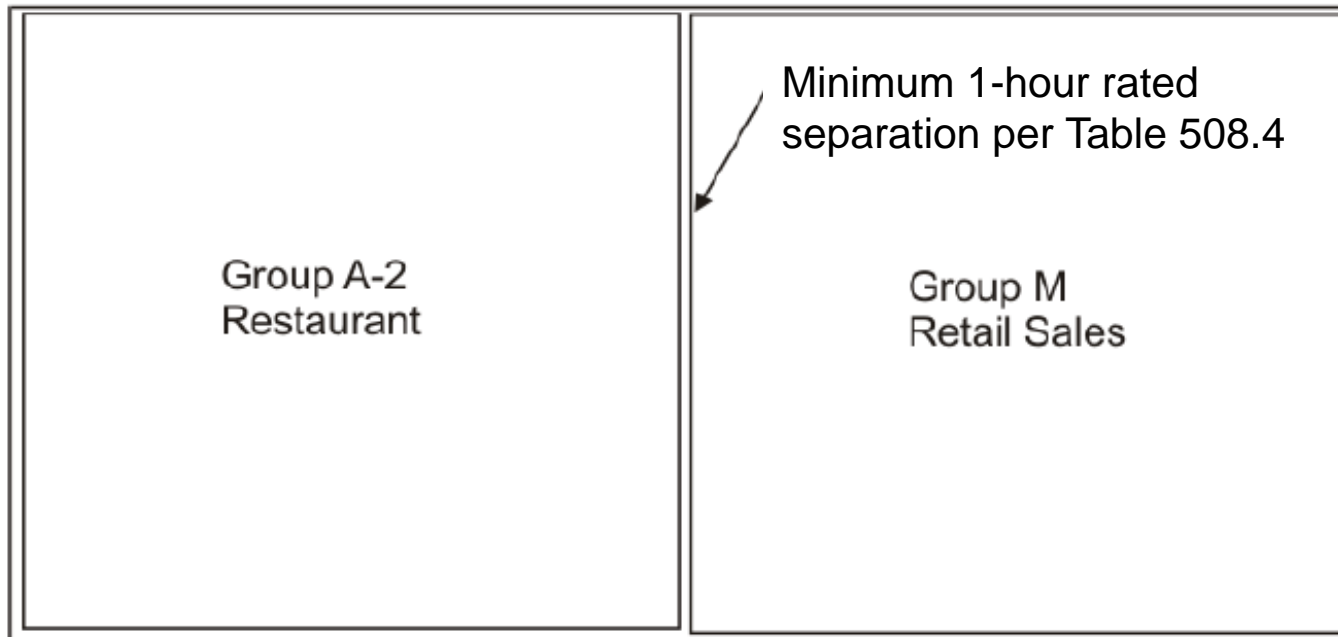 Minimum 1-hour rated
separation per Table 508.4
Group A-2
Restaurant
Group M
Retail Sales